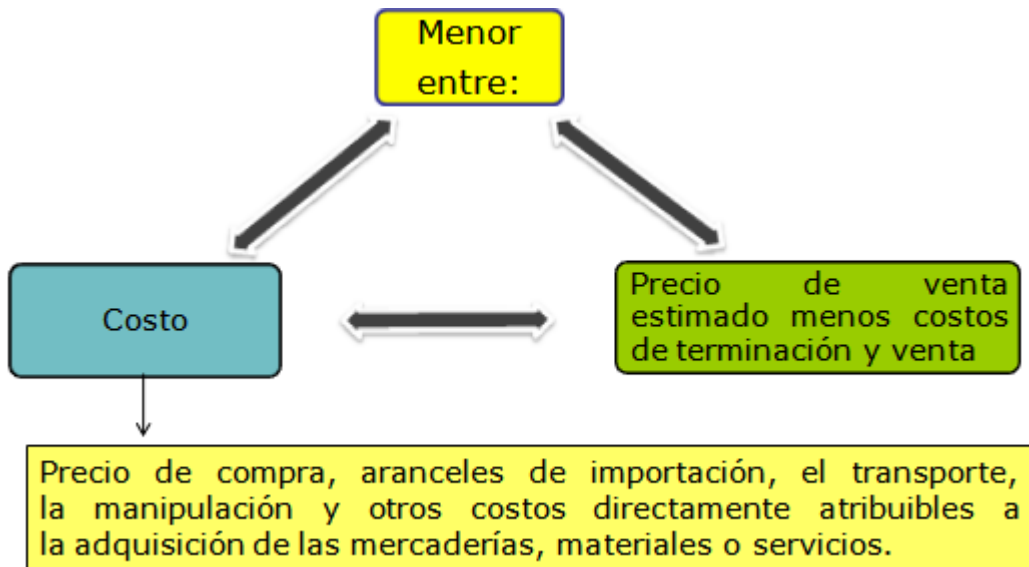 Menor
entre:
Costo
Precio de venta
estimado menos costos
de terminación y venta
Precio de compra, aranceles de importación, el transporte,
la manipulación y otros costos directamente atribuibles a
la adquisición de las mercaderías, materiales o servicios.